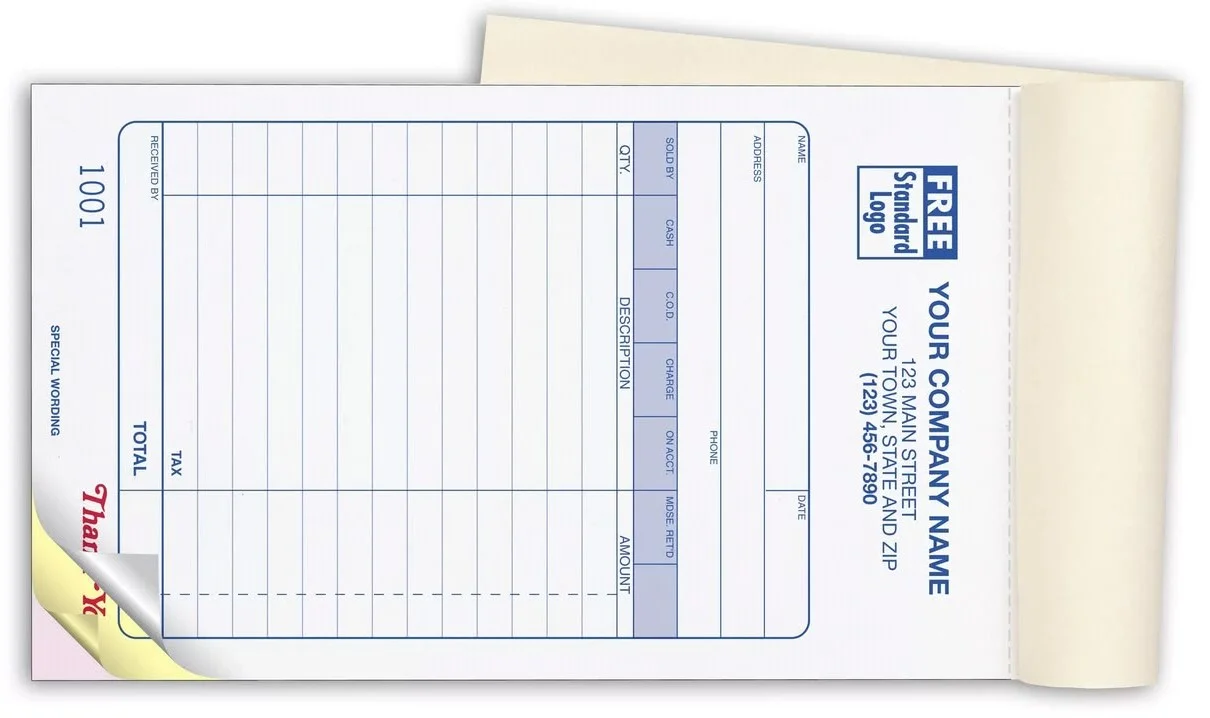 FREE
Standard
Logo
YOUR COMPANY NAME
123 MAIN STREET
YOUR TOWN, STATE AND ZIP
(123) 456-7890
NAME
DATE
ADDRESS
PHONE
SOLD BY
CASH
C.O.D.
CHARGE
ON ACCT.
MDSE. RET'D
QTY.
DESCRIPTION
AMOUNT
TAX
RECEIVED BY
TOTAL
1001
SPECIAL WORDING